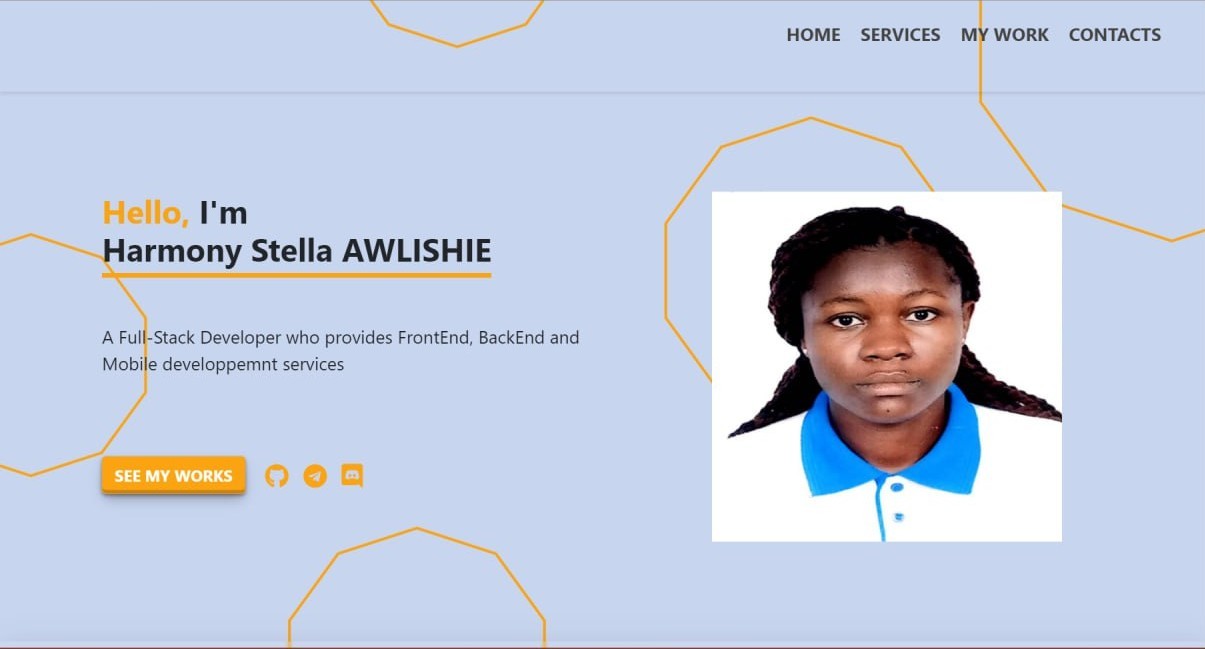 HOME SERVICES MY WORK CONTACTS
Hello, I'm
Harmony Stella AWLISHIE
A Full-Stack Developer who provides FrontEnd, BackEnd and
Mobile developpemnt services
SEE MY WORKS